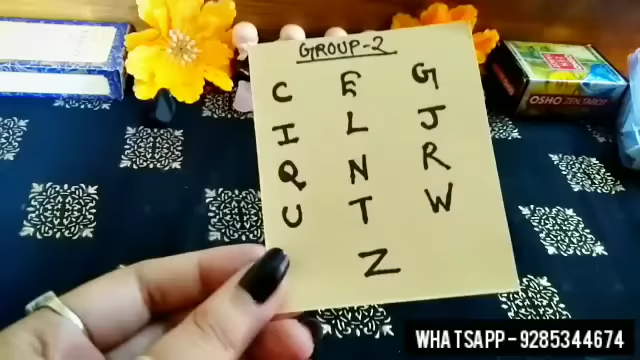 GROUP-2
C E G
I L J
Q N R
U T W
Z
OSHO ZEN TAROT
WHATSAPP-9285344674